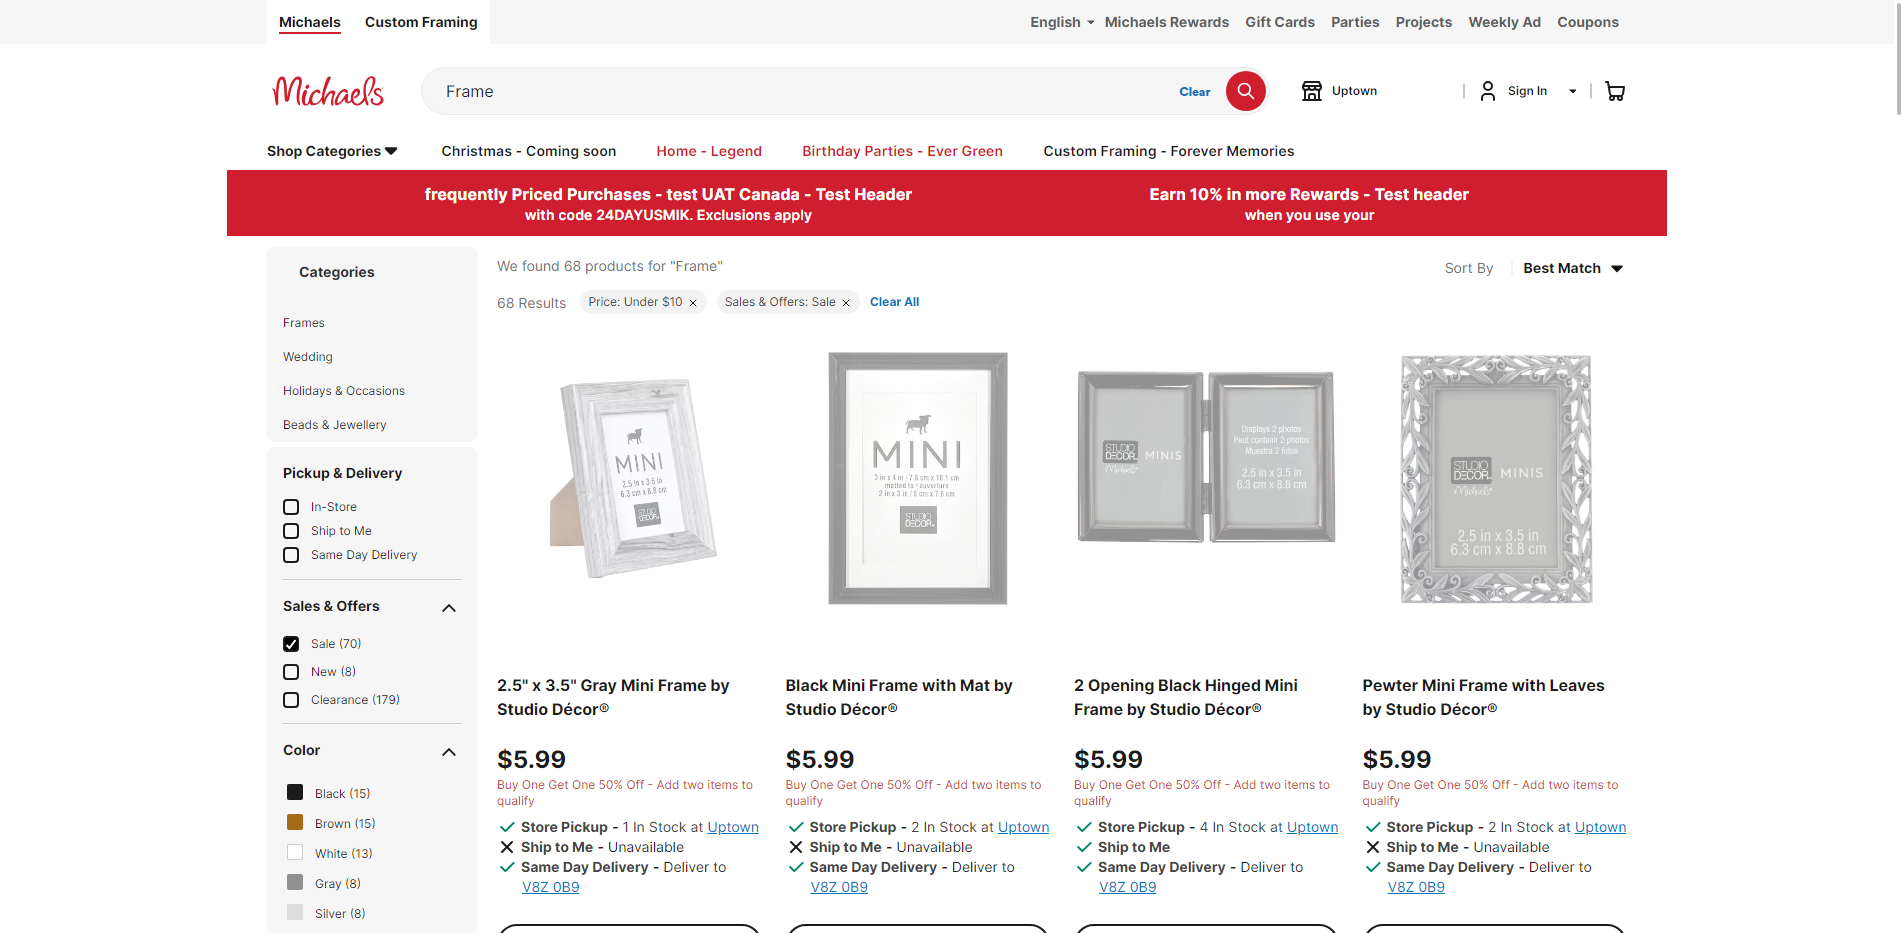 Michaels
Custom Framing
English
Michaels Rewards
Gift Cards
Parties
Projects
Weekly Ad
Coupons
Michaels
Frame
Clear
Uptown
Sign In
Shop Categories
Christmas - Coming soon
Home - Legend
Birthday Parties - Ever Green
Custom Framing - Forever Memories
frequently Priced Purchases - test UAT Canada - Test Header
with code 24DAYUSMIK. Exclusions apply
Earn 10% in more Rewards - Test header
when you use your
Categories
Frames
Wedding
Holidays & Occasions
Beads & Jewellery
Pickup & Delivery
In-Store
Ship to Me
Same Day Delivery
Sales & Offers
Sale (70)
New (8)
Clearance (179)
Color
Black (15)
Brown (15)
White (13)
Gray (8)
Silver (8)
We found 68 products for "Frame"
Sort By
Best Match
68 Results
Price: Under $10
Sales & Offers: Sale
Clear All
MINI
2.5 in x 3.5 in
6.3 cm x 8.8 cm
STUDIO
DECOR
MINI
3 in x 4 in / 7.6 cm x 10.1 cm
matted to / ouverture
2 in x 3 in / 5 cm x 7.6 cm
STUDIO
DECOR
STUDIO
DECOR
MINIS
Michaels
Displays 2 photos
Peut contenir 2 photos
Muestra 2 fotos
2.5 in x 3.5 in
6.3 cm x 8.8 cm
STUDIO
DECOR
MINIS
Michaels
2.5 in x 3.5 in
6.3 cm x 8.8 cm
2.5" x 3.5" Gray Mini Frame by
Studio Décor®
$5.99
Buy One Get One 50% Off - Add two items to
qualify
Store Pickup - 1 In Stock at Uptown
Ship to Me - Unavailable
Same Day Delivery - Deliver to
V8Z 0B9
Black Mini Frame with Mat by
Studio Décor®
$5.99
Buy One Get One 50% Off - Add two items to
qualify
Store Pickup - 2 In Stock at Uptown
Ship to Me - Unavailable
Same Day Delivery - Deliver to
V8Z 0B9
2 Opening Black Hinged Mini
Frame by Studio Décor®
$5.99
Buy One Get One 50% Off - Add two items to
qualify
Store Pickup - 4 In Stock at Uptown
Ship to Me
Same Day Delivery - Deliver to
V8Z 0B9
Pewter Mini Frame with Leaves
by Studio Décor®
$5.99
Buy One Get One 50% Off - Add two items to
qualify
Store Pickup - 2 In Stock at Uptown
Ship to Me - Unavailable
Same Day Delivery - Deliver to
V8Z 0B9